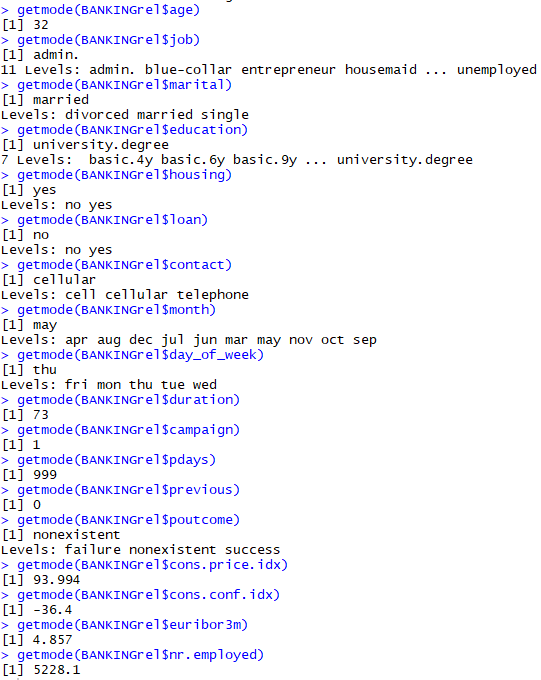 > getmode(BANKINGrel$age)
[1] 32
> getmode(BANKINGrel$job)
[1] admin.
11 Levels: admin. blue-collar entrepreneur housemaid ... unemployed
> getmode(BANKINGrel$marital)
[1] married
Levels: divorced married single
> getmode(BANKINGrel$education)
[1] university.degree
7 Levels:  basic.4y basic.6y basic.9y ... university.degree
> getmode(BANKINGrel$housing)
[1] yes
Levels: no yes
> getmode(BANKINGrel$loan)
[1] no
Levels: no yes
> getmode(BANKINGrel$contact)
[1] cellular
Levels: cell cellular telephone
> getmode(BANKINGrel$month)
[1] may
Levels: apr aug dec jul jun mar may nov oct sep
> getmode(BANKINGrel$day_of_week)
[1] thu
Levels: fri mon thu tue wed
> getmode(BANKINGrel$duration)
[1] 73
> getmode(BANKINGrel$campaign)
[1] 1
> getmode(BANKINGrel$pdays)
[1] 999
> getmode(BANKINGrel$previous)
[1] 0
> getmode(BANKINGrel$poutcome)
[1] nonexistent
Levels: failure nonexistent success
> getmode(BANKINGrel$cons.price.idx)
[1] 93.994
> getmode(BANKINGrel$cons.conf.idx)
[1] -36.4
> getmode(BANKINGrel$euribor3m)
[1] 4.857
> getmode(BANKINGrel$nr.employed)
[1] 5228.1